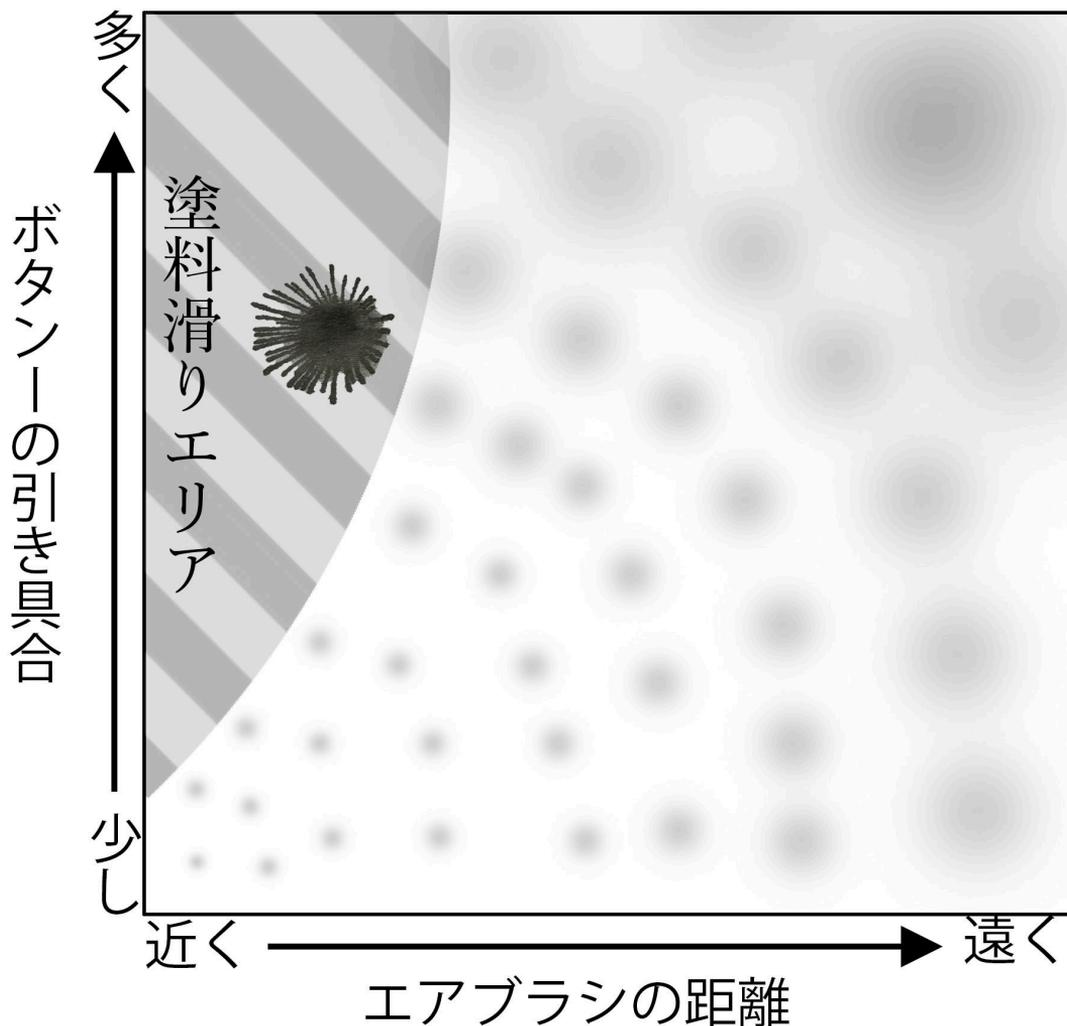 多く
ボタンーの引き具合
塗料滑りエリア
少し
近く
遠く
エアブラシの距離